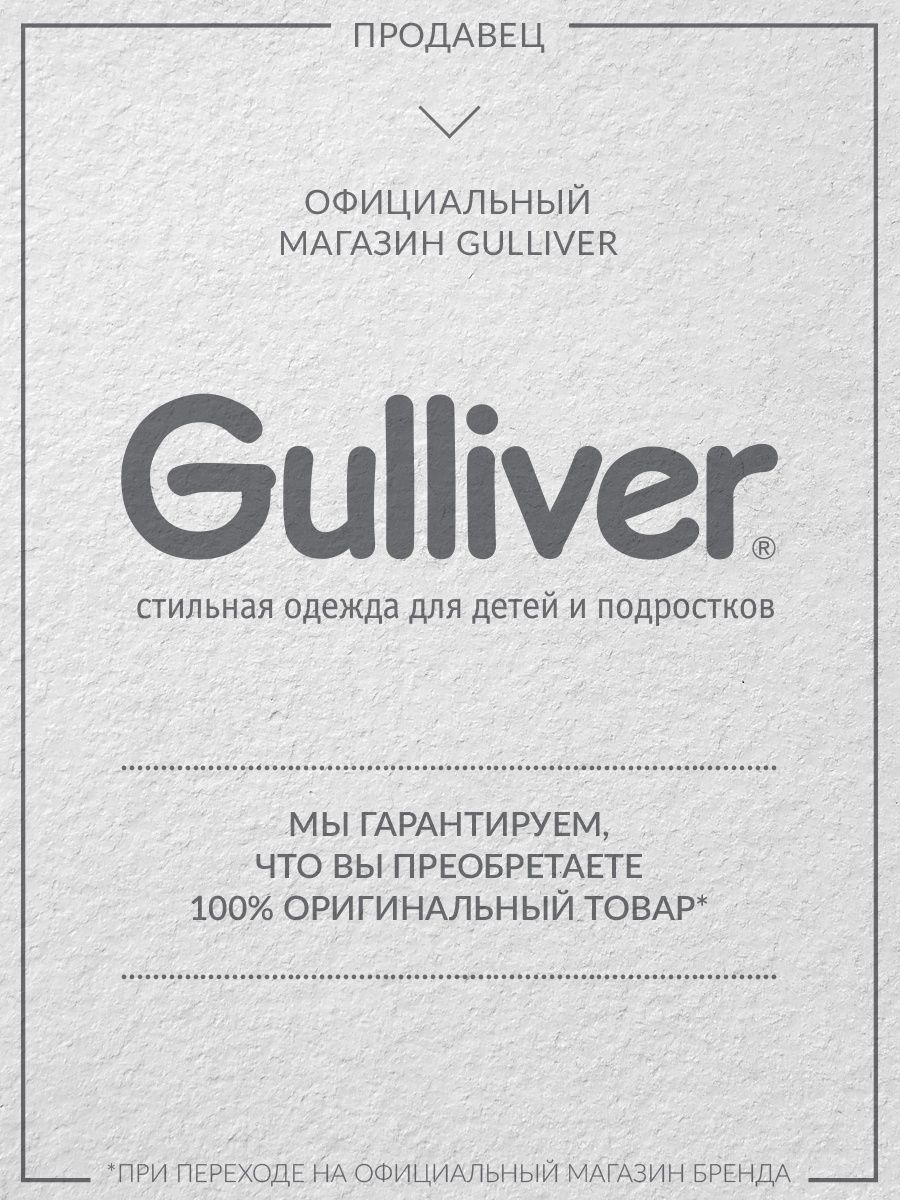 ПРОДАВЕЦ
ОФИЦИАЛЬНЫЙ
МАГАЗИН GULLIVER
Gulliver®
стильная одежда для детей и подростков
МЫ ГАРАНТИРУЕМ,
ЧТО ВЫ ПРЕОБРЕТАЕТЕ
100% ОРИГИНАЛЬНЫЙ ТОВАР*
*ПРИ ПЕРЕХОДЕ НА ОФИЦИАЛЬНЫЙ МАГАЗИН БРЕНДА